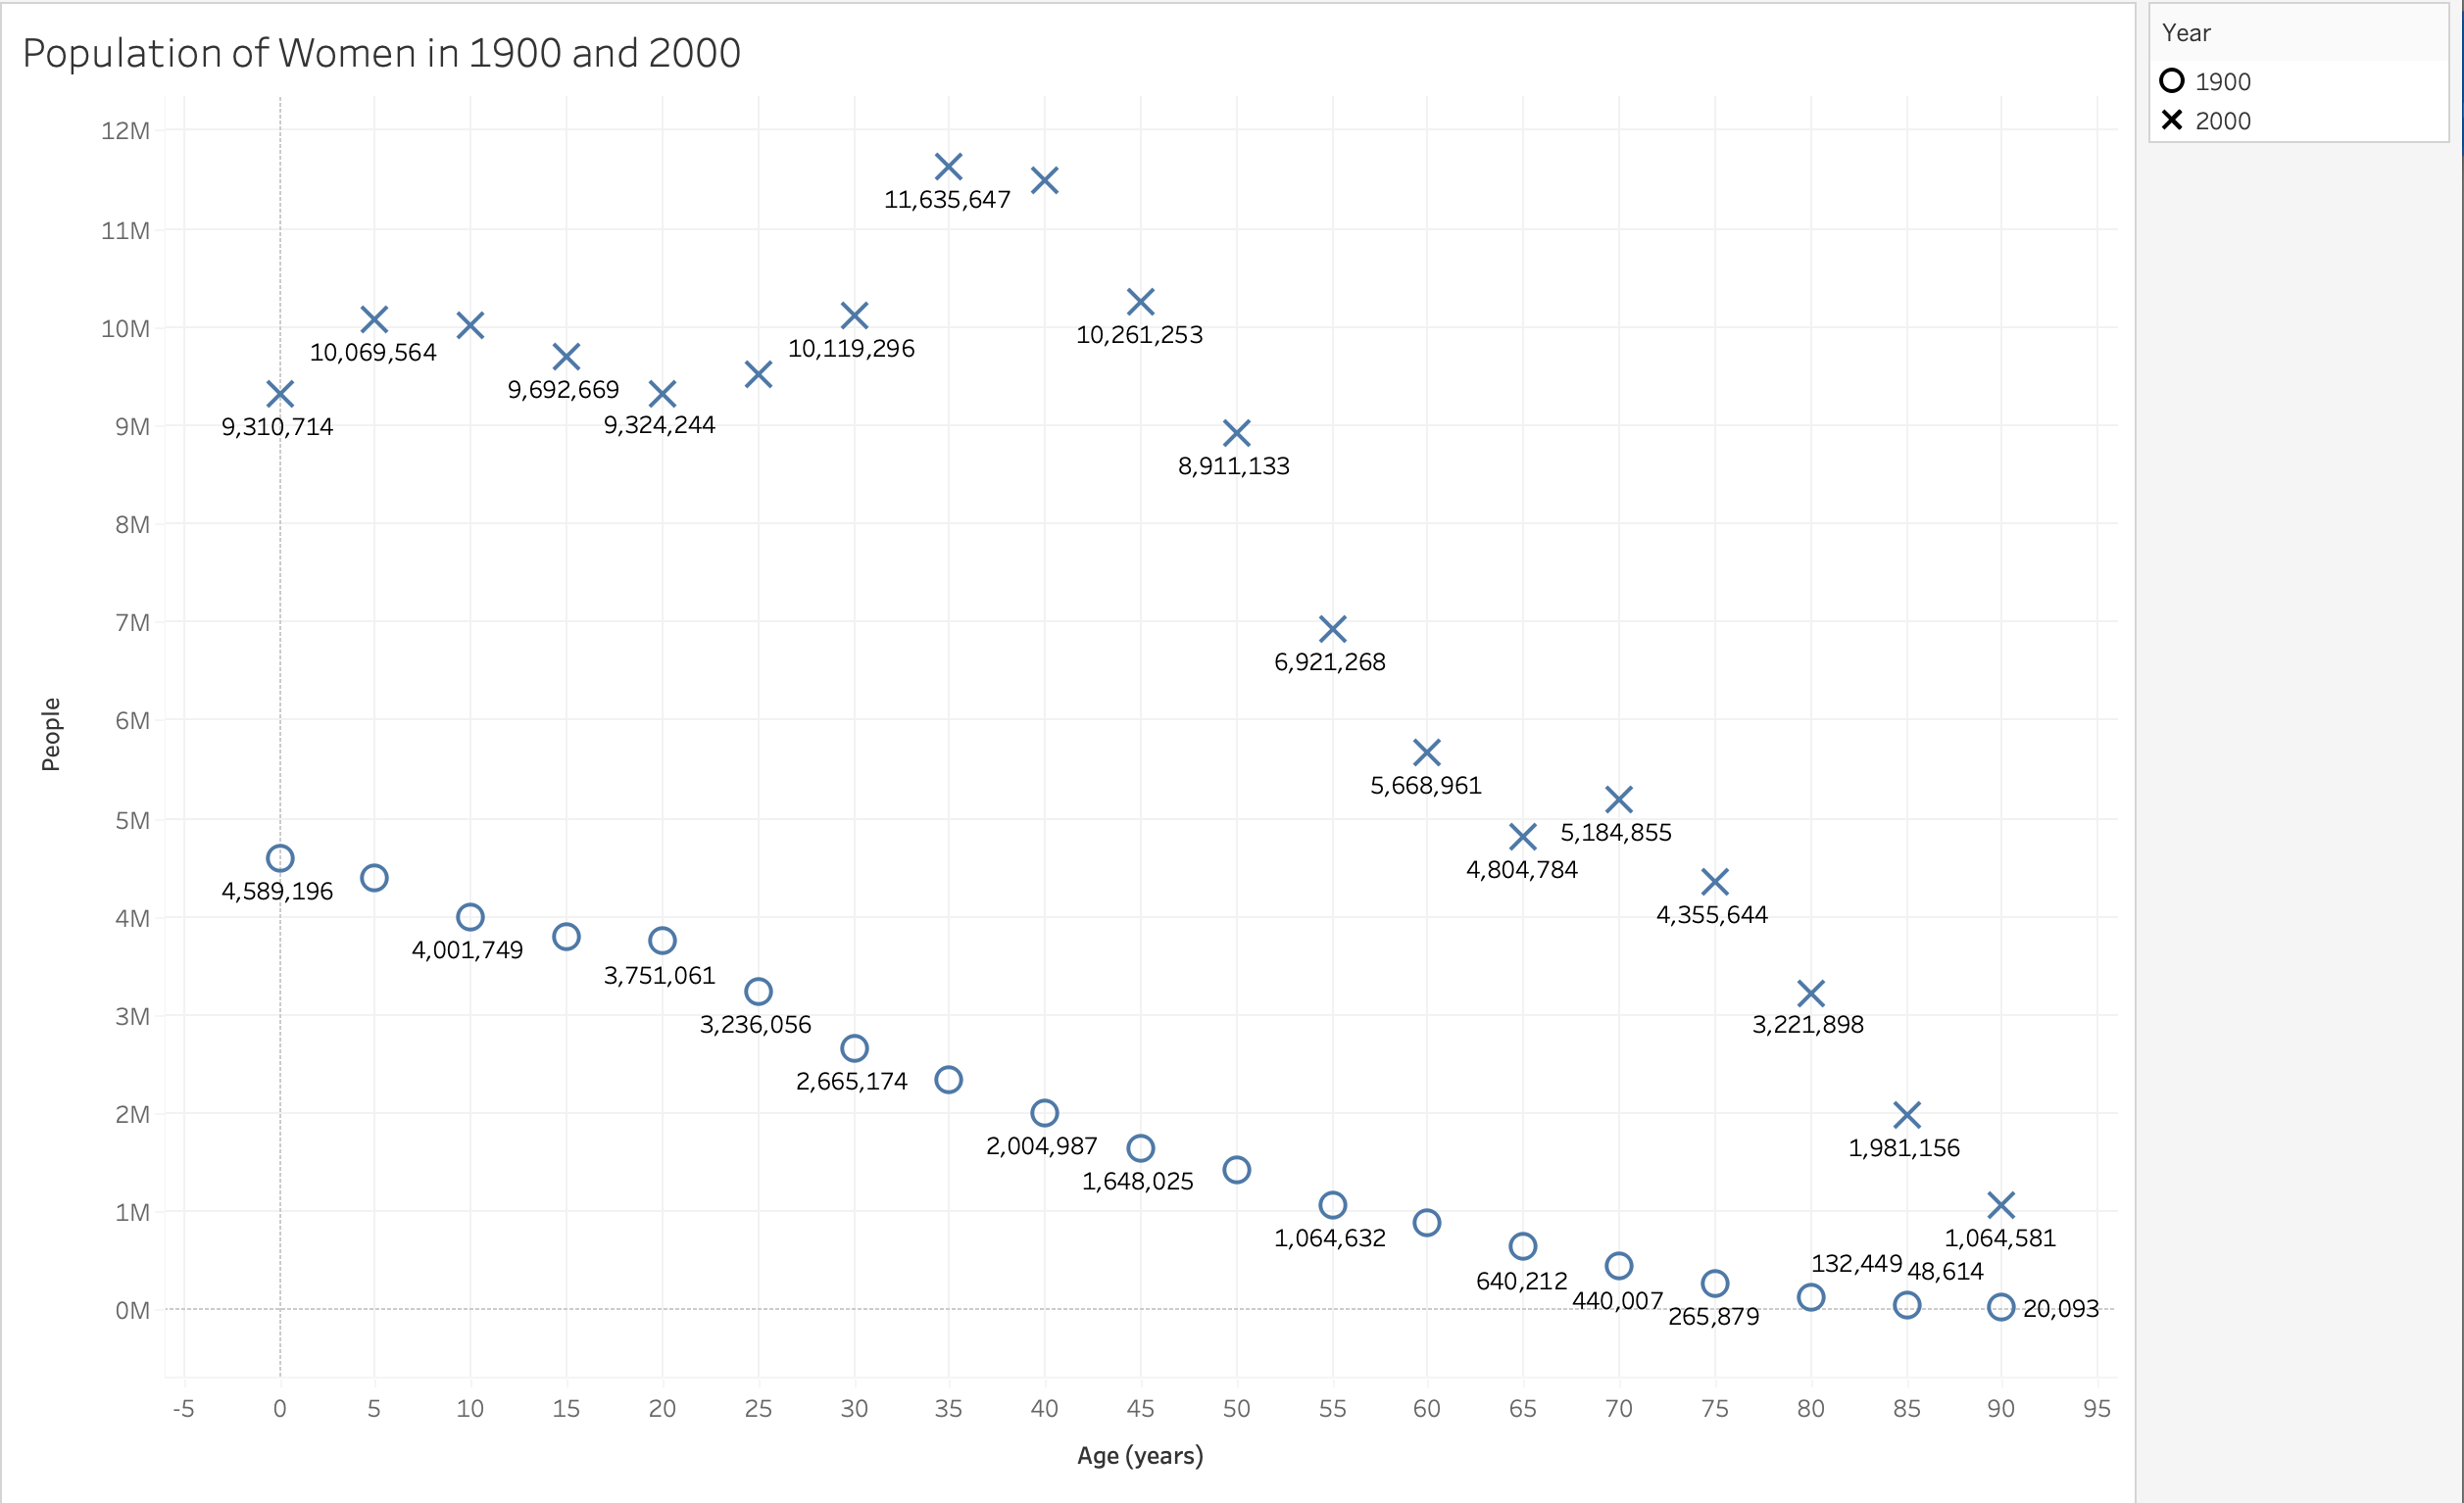 Population of Women in 1900 and 2000
Year
1900
2000
12M
11M
10M
9M
8M
7M
6M
5M
4M
3M
2M
1M
0M
People
11,635,647
10,261,253
10,119,296
10,069,564
9,692,669
9,324,244
9,310,714
8,911,133
6,921,268
5,668,961
5,184,855
4,804,784
4,355,644
4,589,196
4,001,749
3,751,061
3,236,056
3,221,898
2,665,174
2,004,987
1,981,156
1,648,025
1,064,632
1,064,581
132,449
48,614
640,212
440,007
265,879
20,093
-5 0 5 10 15 20 25 30 35 40 45 50 55 60 65 70 75 80 85 90 95
Age (years)